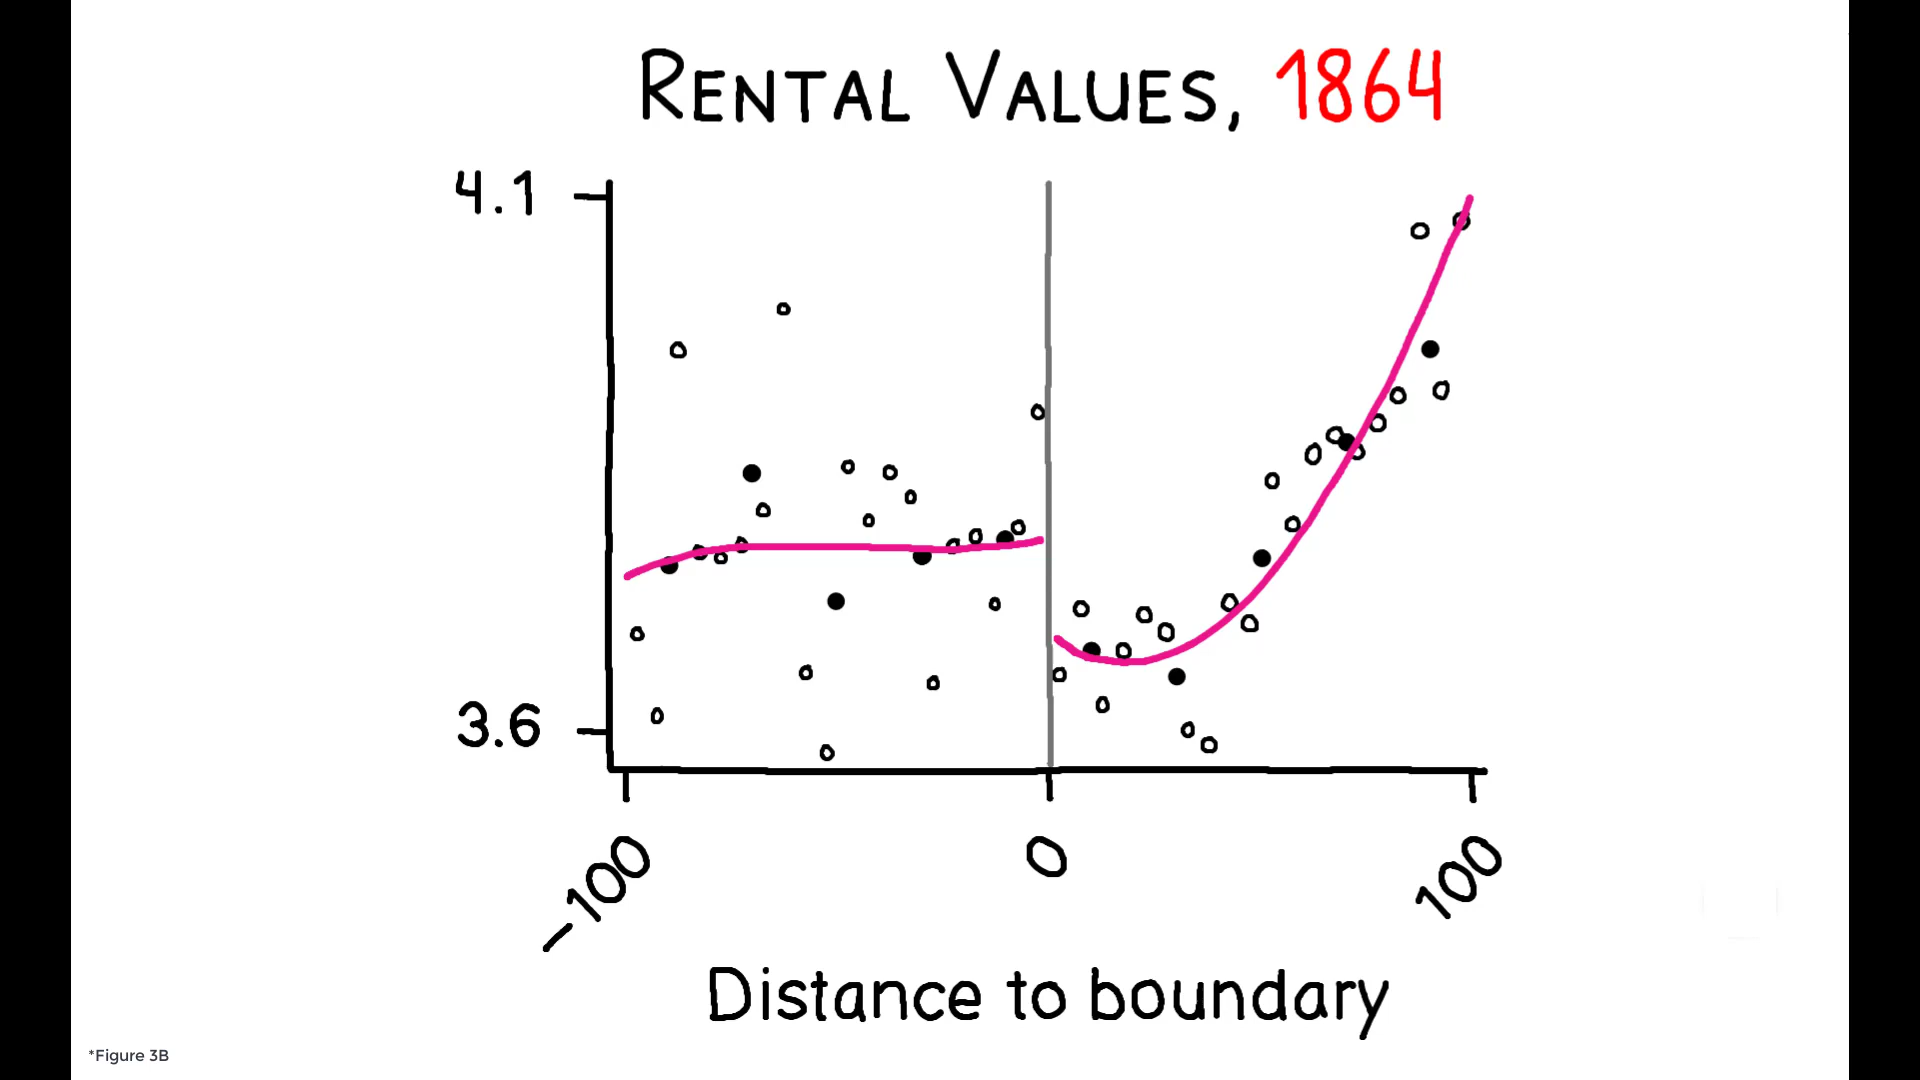 RENTAL VALUES, 1864
4.1
3.6
-100
0
100
Distance to boundary
*Figure 3B